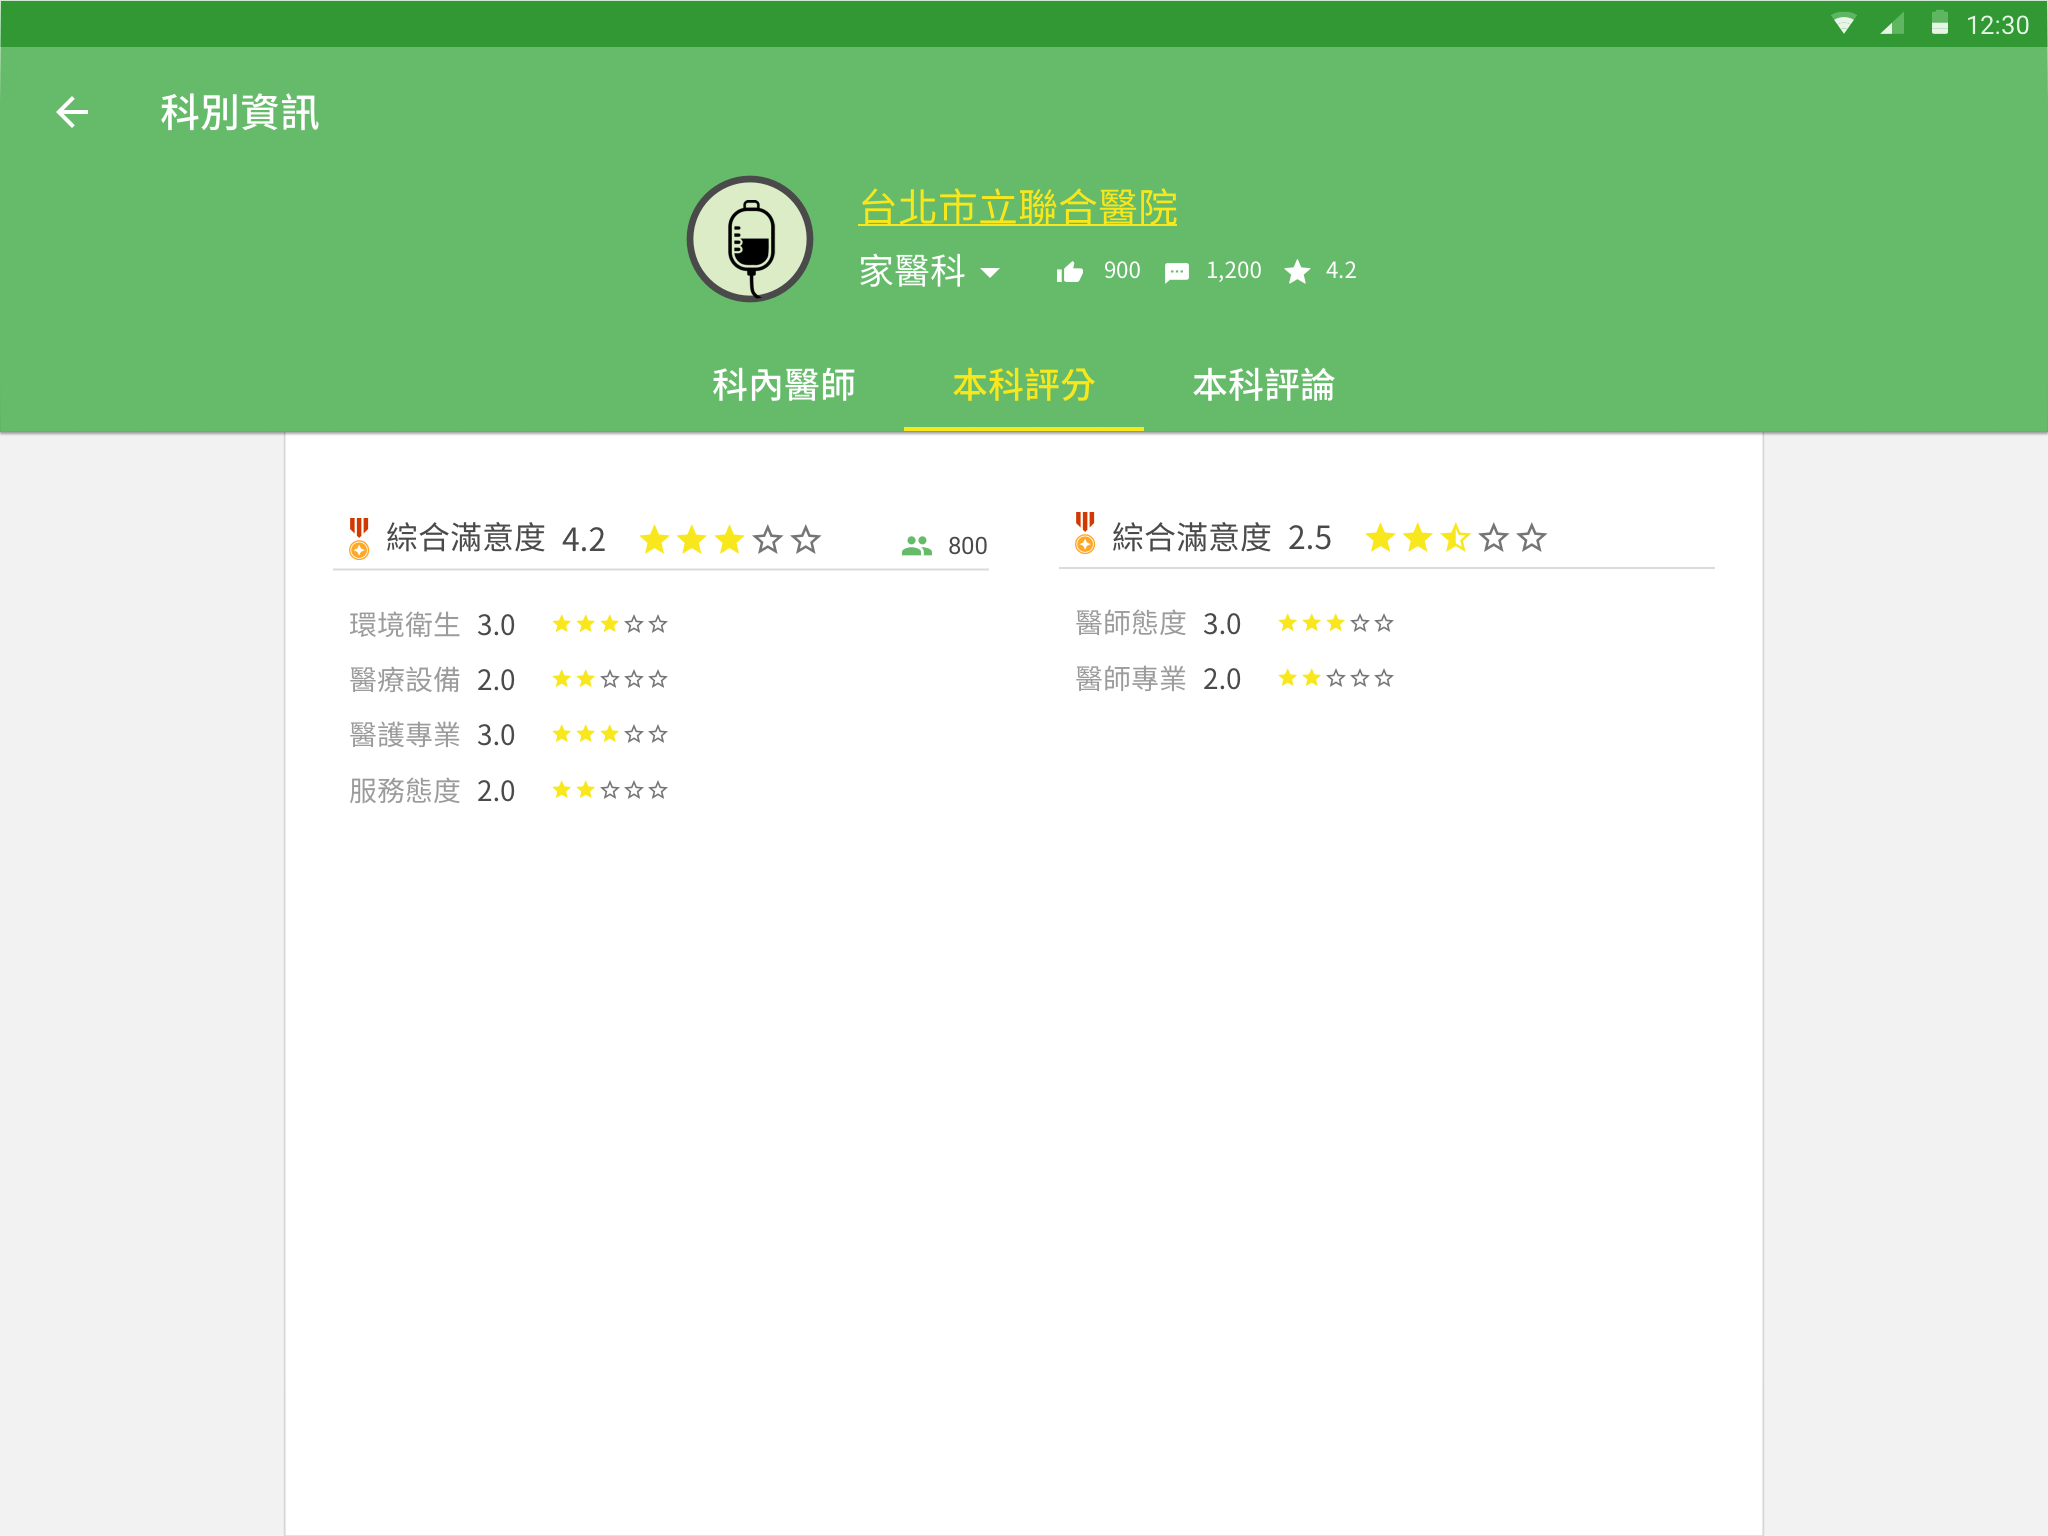 12:30
科別資訊
台北市立聯合醫院
家醫科 900 1,200 4.2
科內醫師 本科評分 本科評論
綜合滿意度 4.2 800
環境衛生 3.0
醫療設備 2.0
醫護專業 3.0
服務態度 2.0
綜合滿意度 2.5
醫師態度 3.0
醫師專業 2.0